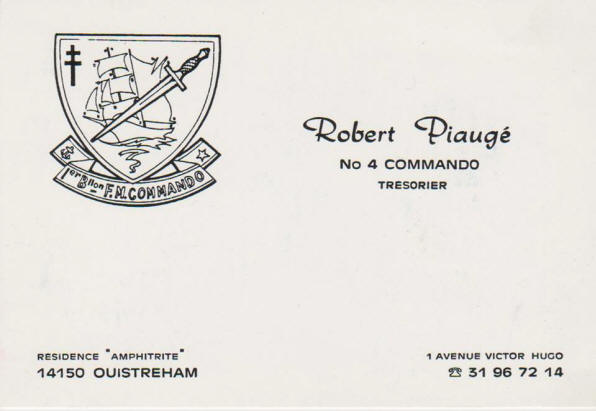 1er Bllon F.M.COMMANDO
Robert Piaugé
No 4 COMMANDO
TRESORIER
RESIDENCE "AMPHITRITE"
14150 OUISTREHAM
1 AVENUE VICTOR HUGO
☎ 31 96 72 14